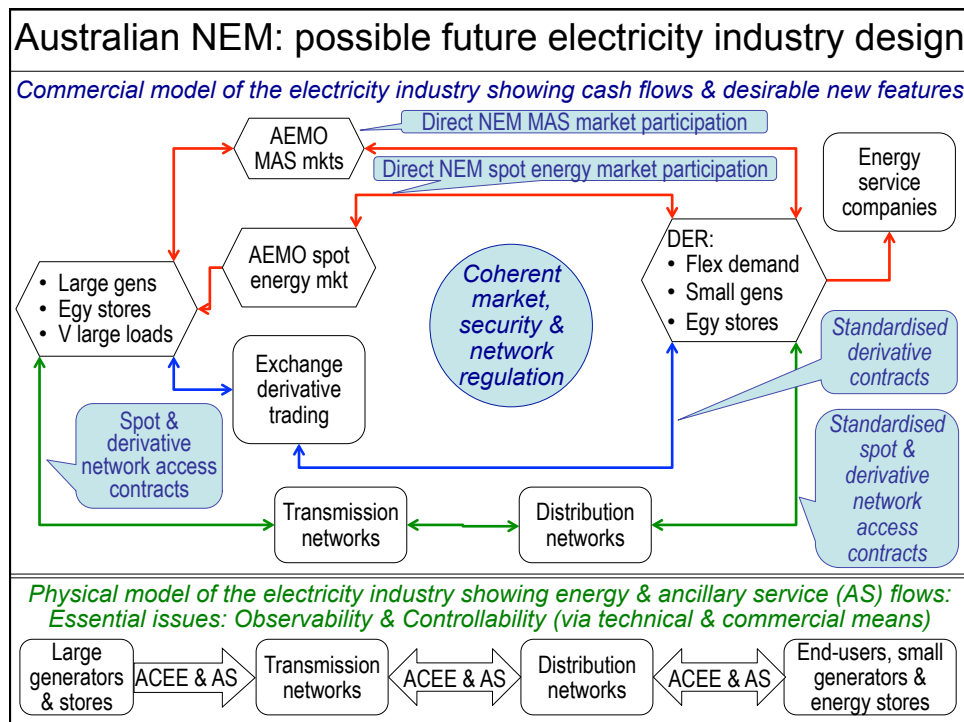 Australian NEM: possible future electricity industry design
Commercial model of the electricity industry showing cash flows & desirable new features
AEMO
MAS mkts
Direct NEM MAS market participation
Direct NEM spot energy market participation
Energy
service
companies
AEMO spot
energy mkt
• Large gens
• Egy stores
• V large loads
Coherent
market,
security &
network
regulation
DER:
• Flex demand
• Small gens
• Egy stores
Exchange
derivative
trading
Standardised
derivative
contracts
Spot &
derivative
network access
contracts
Standardised
spot &
derivative
network
access
contracts
Transmission
networks
Distribution
networks
Physical model of the electricity industry showing energy & ancillary service (AS) flows:
Essential issues: Observability & Controllability (via technical & commercial means)
Large
generators
& stores
ACEE & AS
Transmission
networks
ACEE & AS
Distribution
networks
ACEE & AS
End-users, small
generators &
energy stores